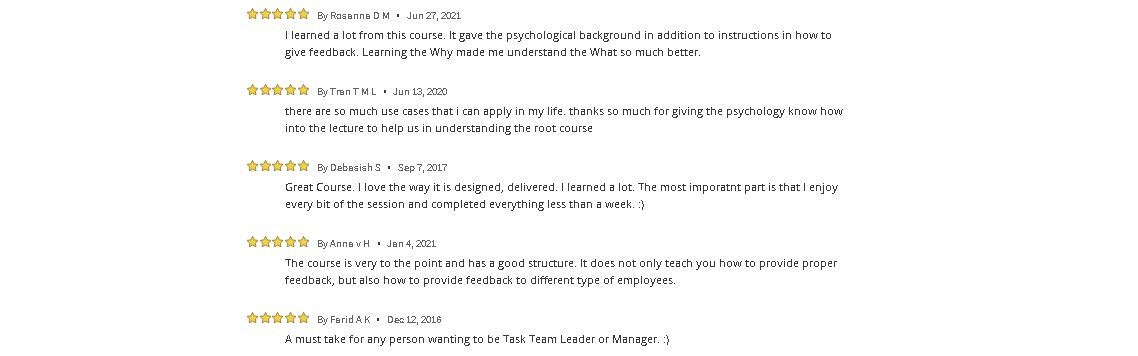 By Rosanna D M • Jun 27, 2021
I learned a lot from this course. It gave the psychological background in addition to instructions in how to
give feedback. Learning the Why made me understand the What so much better.
By Tran T M L • Jun 13, 2020
there are so much use cases that i can apply in my life. thanks so much for giving the psychology know how
into the lecture to help us in understanding the root course
By Debasish S • Sep 7, 2017
Great Course. I love the way it is designed, delivered. I learned a lot. The most imporatnt part is that I enjoy
every bit of the session and completed everything less than a week. :)
By Anna v H • Jan 4, 2021
The course is very to the point and has a good structure. It does not only teach you how to provide proper
feedback, but also how to provide feedback to different type of employees.
By Farid A K • Dec 12, 2016
A must take for any person wanting to be Task Team Leader or Manager. :)